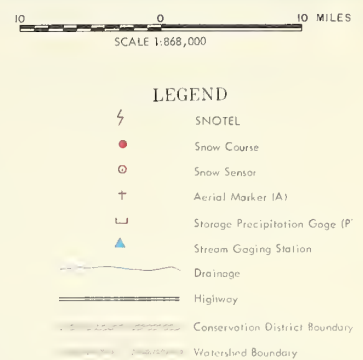 10 0 10 MILES
SCALE 1:868,000
LEGEND
SNOTEL
Snow Course
Snow Sensor
Aerial Marker (A)
Storage Precipitation Gage (P)
Stream Gaging Station
Drainage
Highway
Conservation District Boundary
Watershed Boundary